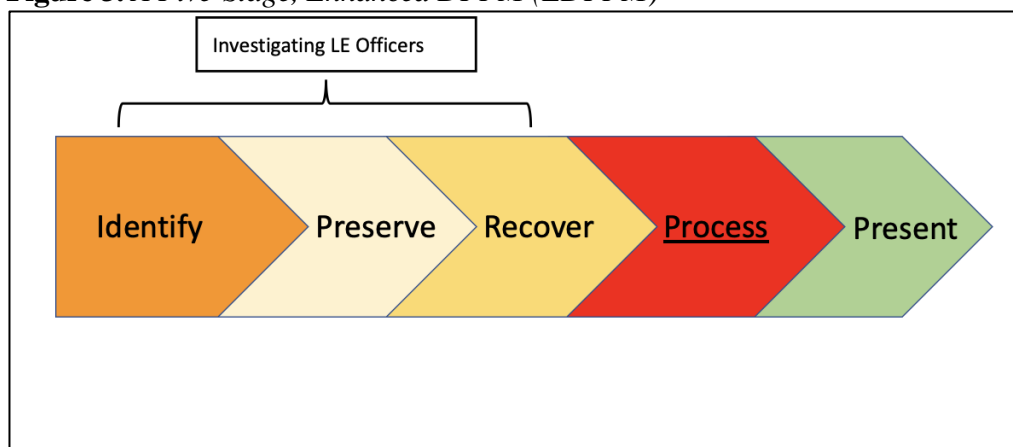 Investigating LE Officers
Identify
Preserve
Recover
Process
Present